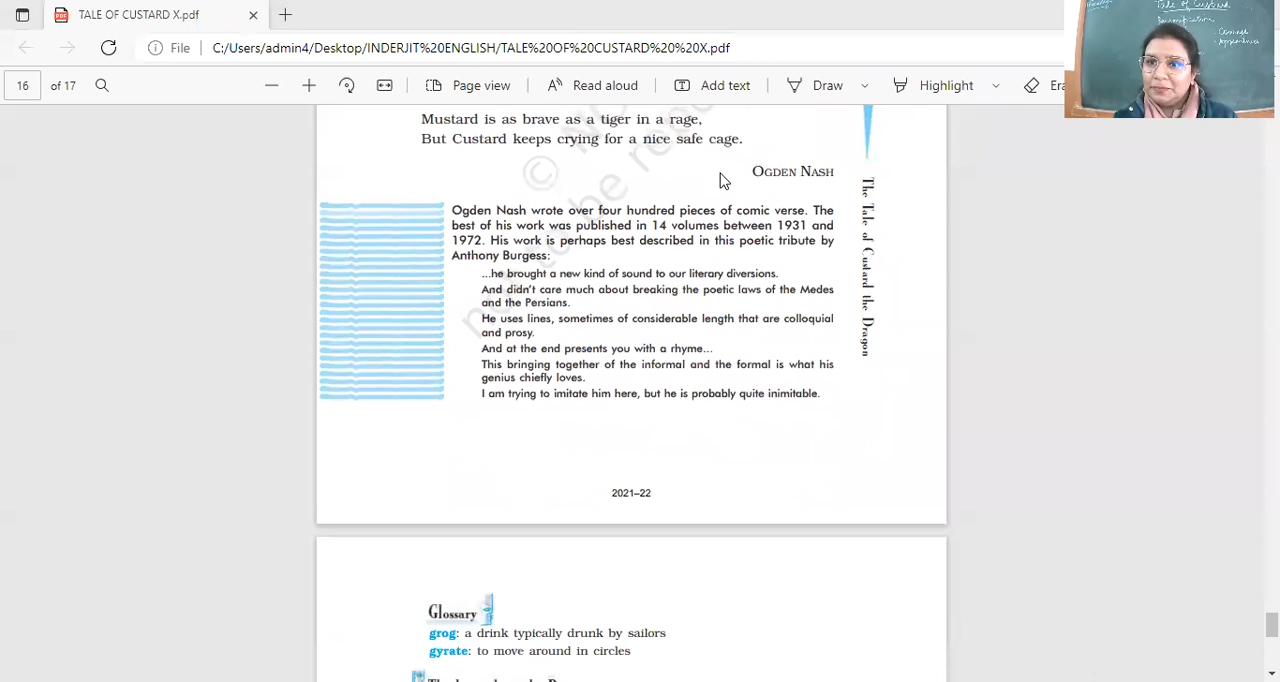 TALE OF CUSTARD X.pdf
File C:/Users/admin4/Desktop/INDERJIT%20ENGLISH/TALE%20OF%20CUSTARD%20%20X.pdf
16 of 17 Page view Read aloud Add text Draw Highlight Era
Tale of Custard
Mustard is as brave as a tiger in a rage,
But Custard keeps crying for a nice safe cage.
OGDEN NASH
Ogden Nash wrote over four hundred pieces of comic verse. The
best of his work was published in 14 volumes between 1931 and
1972. His work is perhaps best described in this poetic tribute by
Anthony Burgess:
...he brought a new kind of sound to our literary diversions.
And didn't care much about breaking the poetic laws of the Medes
and the Persians.
He uses lines, sometimes of considerable length that are colloquial
and prosy.
And at the end presents you with a rhyme...
This bringing together of the informal and the formal is what his
genius chiefly loves.
I am trying to imitate him here, but he is probably quite inimitable.
The Tale of Custard the Dragon
2021–22
Glossary
grog: a drink typically drunk by sailors
gyrate: to move around in circles